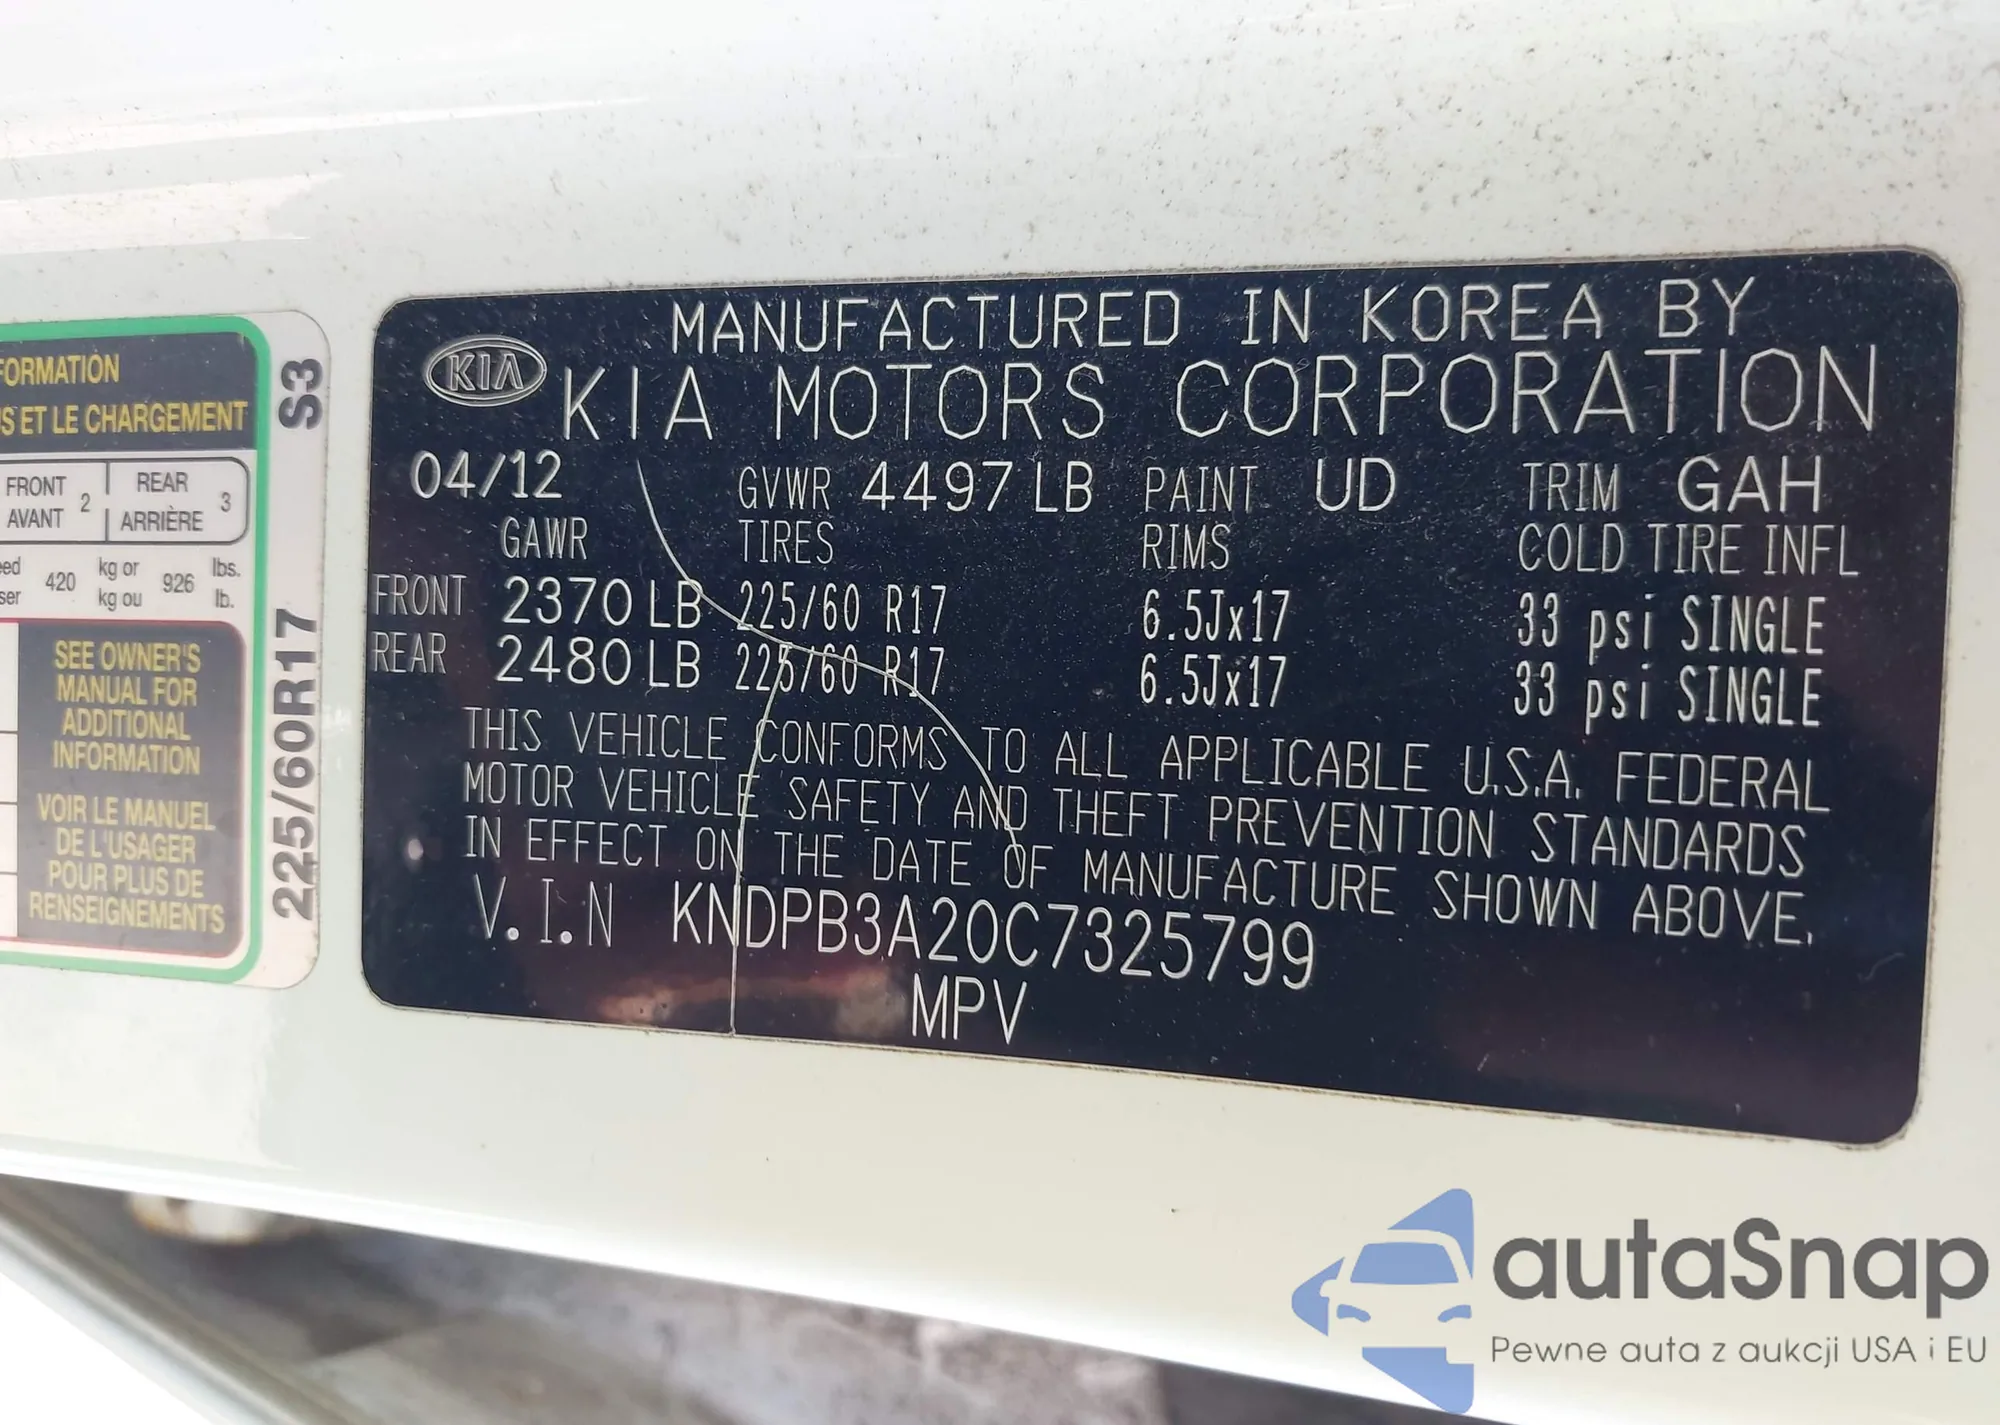 FORMATION
S ET LE CHARGEMENT
FRONT
AVANT 2
REAR
ARRIÈRE 3
420 kg or
kg ou 926 lbs.
lb.
SEE OWNER'S
MANUAL FOR
ADDITIONAL
INFORMATION
VOIR LE MANUEL
DE L'USAGER
POUR PLUS DE
RENSEIGNEMENTS
S3
225/60R17
MANUFACTURED IN KOREA BY
KIA KIA MOTORS CORPORATION
04/12 GVWR 4497 LB PAINT UD TRIM GAH
GAWR TIRES RIMS COLD TIRE INFL
FRONT 2370 LB 225/60 R17 6.5Jx17 33 psi SINGLE
REAR 2480 LB 225/60 R17 6.5Jx17 33 psi SINGLE
THIS VEHICLE CONFORMS TO ALL APPLICABLE U.S.A. FEDERAL
MOTOR VEHICLE SAFETY AND THEFT PREVENTION STANDARDS
IN EFFECT ON THE DATE OF MANUFACTURE SHOWN ABOVE.
V.I.N KNDPB3A20C7325799
MPV
autaSnap
Pewne auta z aukcji USA i EU